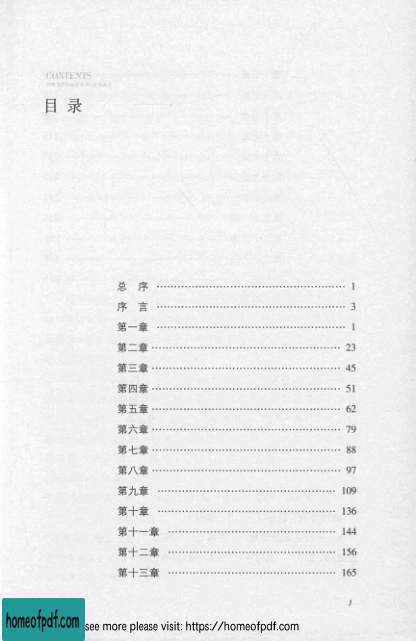 CONTENTS
目 录
总 序 1
序 言 3
第一章 1
第二章 23
第三章 45
第四章 51
第五章 62
第六章 79
第七章 88
第八章 97
第九章 109
第十章 136
第十一章 144
第十二章 156
第十三章 165
1
homeofpdf.com
see more please visit: https://homeofpdf.com